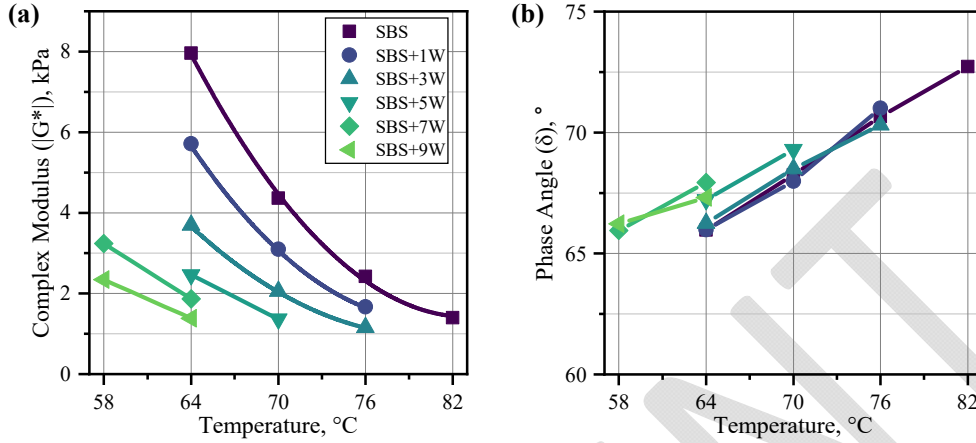 (a)
Complex Modulus (|G*|), kPa
8
6
4
2
0
58
64
70
76
82
Temperature, °C
SBS
SBS+1W
SBS+3W
SBS+5W
SBS+7W
SBS+9W
(b)
Phase Angle (δ), °
75
70
65
60
58
64
70
76
82
Temperature, °C